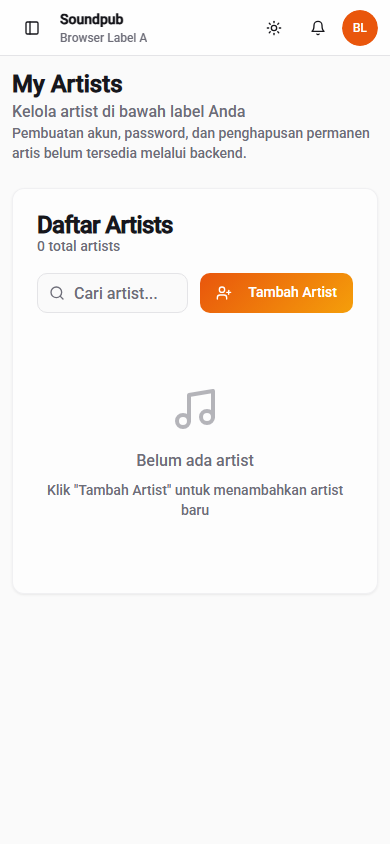 Soundpub
Browser Label A
BL
My Artists
Kelola artist di bawah label Anda
Pembuatan akun, password, dan penghapusan permanen
artis belum tersedia melalui backend.
Daftar Artists
0 total artists
Cari artist...
Tambah Artist
Belum ada artist
Klik "Tambah Artist" untuk menambahkan artist
baru